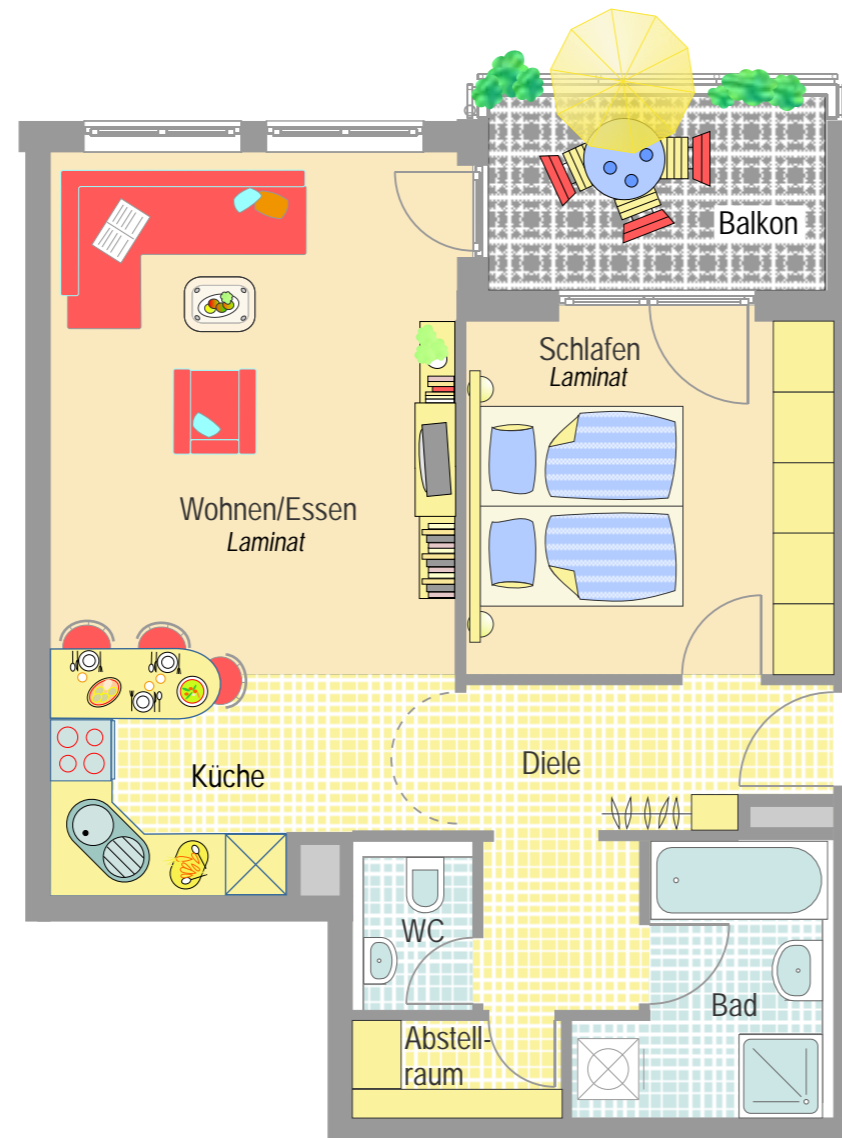 Balkon
Schlafen
Laminat
Wohnen/Essen
Laminat
Küche
Diele
WC
Bad
Abstell-
raum